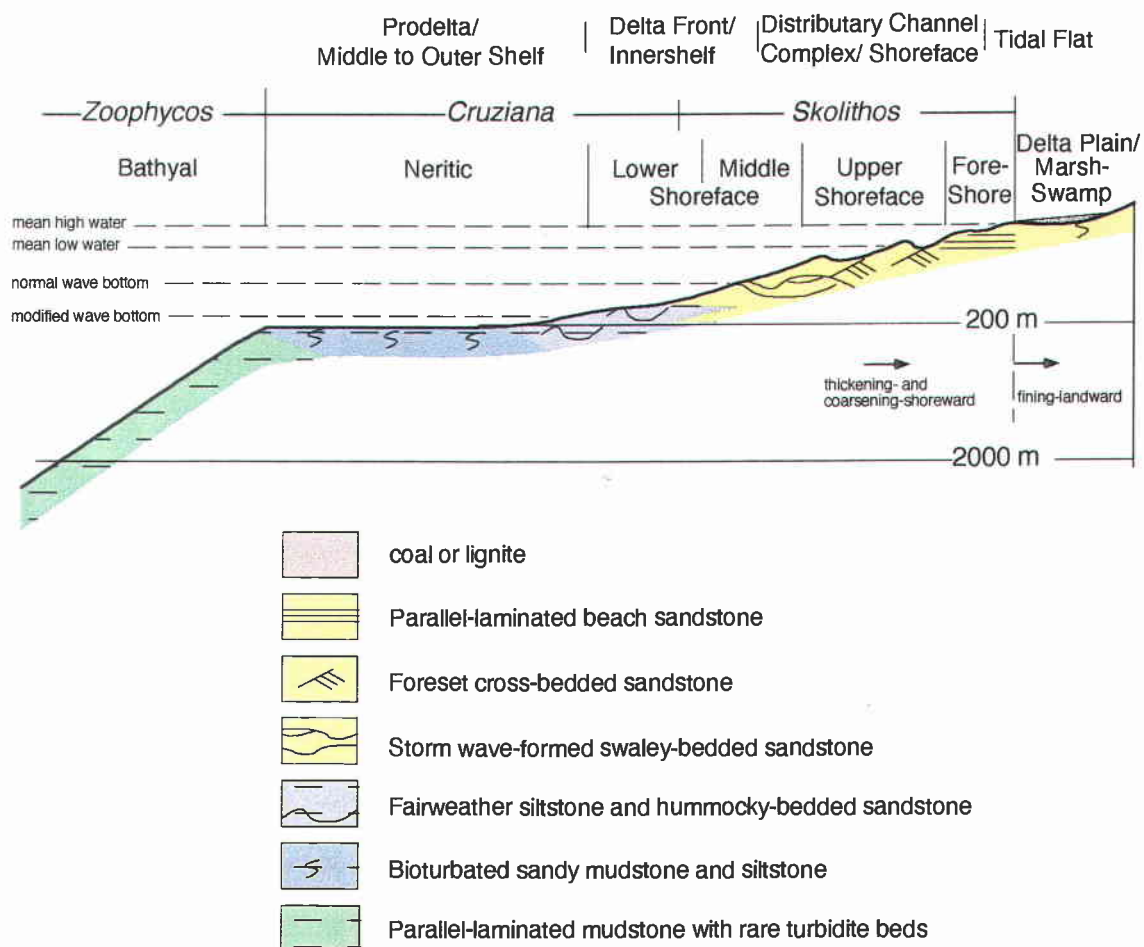 Prodelta/
Middle to Outer Shelf
Delta Front/
Innershelf
Distributary Channel
Complex/ Shoreface
Tidal Flat
Zoophycos
Cruziana
Skolithos
Bathyal
Neritic
Lower
Middle
Shoreface
Upper
Shoreface
Fore-
Shore
Delta Plain/
Marsh-
Swamp
mean high water
mean low water
normal wave bottom
modified wave bottom
200 m
thickening- and
coarsening-shoreward
fining-landward
2000 m
coal or lignite
Parallel-laminated beach sandstone
Foreset cross-bedded sandstone
Storm wave-formed swaley-bedded sandstone
Fairweather siltstone and hummocky-bedded sandstone
Bioturbated sandy mudstone and siltstone
Parallel-laminated mudstone with rare turbidite beds